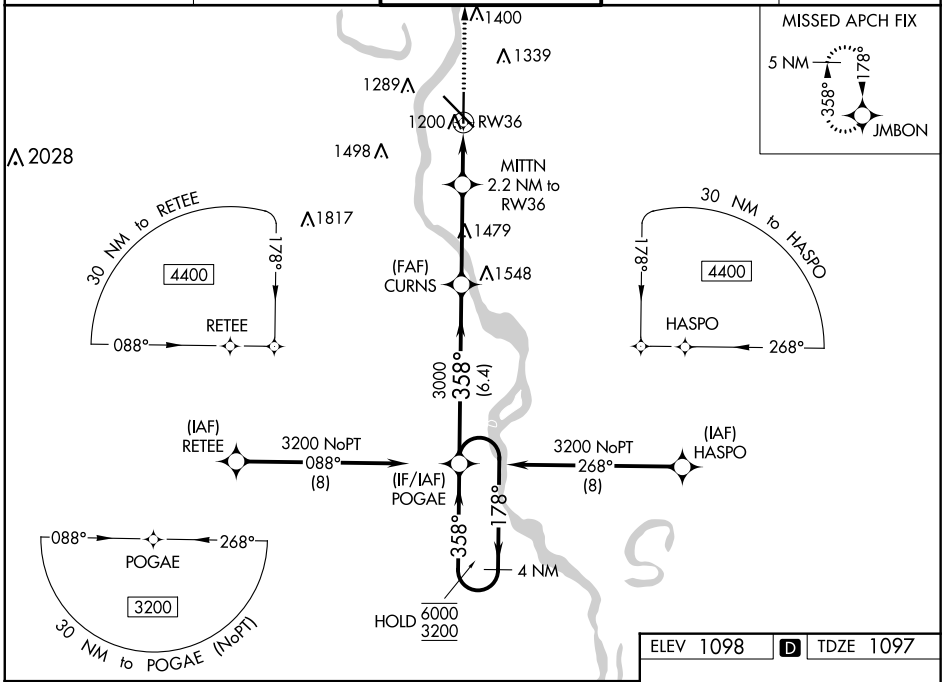 1400
1339
1289
1200
RW36
1498
2028
MISSED APCH FIX
5 NM
358°
178°
JMBON
MITTN
2.2 NM to
RW36
1817
1479
(FAF)
CURNS
1548
30 NM to RETEE
178°
4400
RETEE
088°
30 NM to HASPO
178°
4400
HASPO
268°
3000
358°
(6.4)
(IAF)
RETEE
3200 NoPT
088°
(8)
(IF/IAF)
POGAE
3200 NoPT
268°
(8)
(IAF)
HASPO
358°
178°
4 NM
HOLD
6000
3200
088°
268°
POGAE
3200
30 NM to POGAE (NoPT)
ELEV 1098
D
TDZE 1097